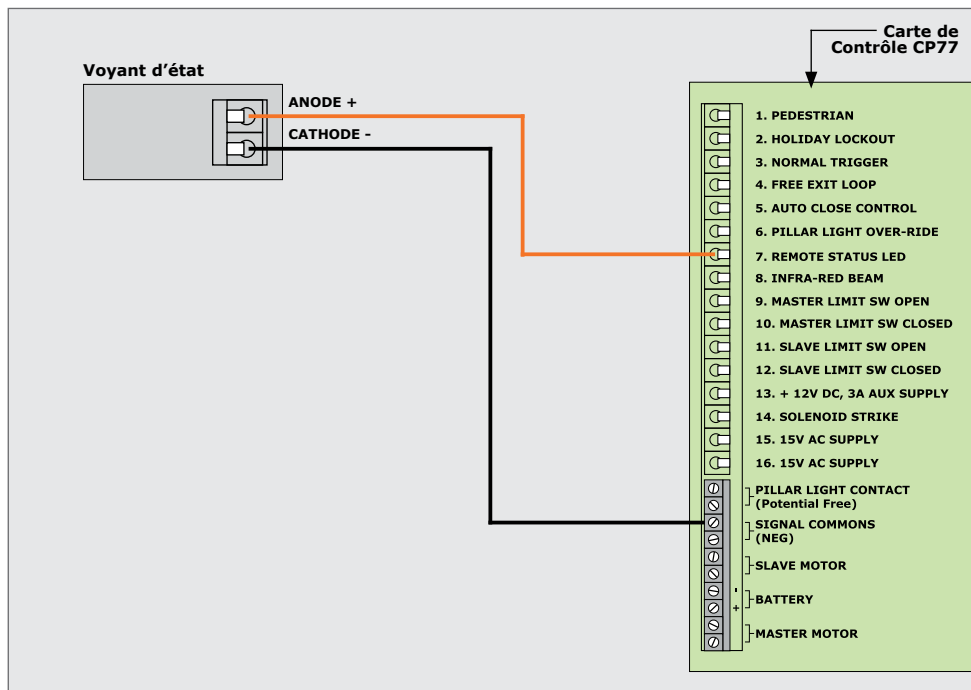 Carte de
Contrôle CP77
Voyant d’état
ANODE +
CATHODE -
1. PEDESTRIAN
2. HOLIDAY LOCKOUT
3. NORMAL TRIGGER
4. FREE EXIT LOOP
5. AUTO CLOSE CONTROL
6. PILLAR LIGHT OVER-RIDE
7. REMOTE STATUS LED
8. INFRA-RED BEAM
9. MASTER LIMIT SW OPEN
10. MASTER LIMIT SW CLOSED
11. SLAVE LIMIT SW OPEN
12. SLAVE LIMIT SW CLOSED
13. + 12V DC, 3A AUX SUPPLY
14. SOLENOID STRIKE
15. 15V AC SUPPLY
16. 15V AC SUPPLY
PILLAR LIGHT CONTACT
(Potential Free)
SIGNAL COMMONS
(NEG)
SLAVE MOTOR
-
BATTERY
+
MASTER MOTOR